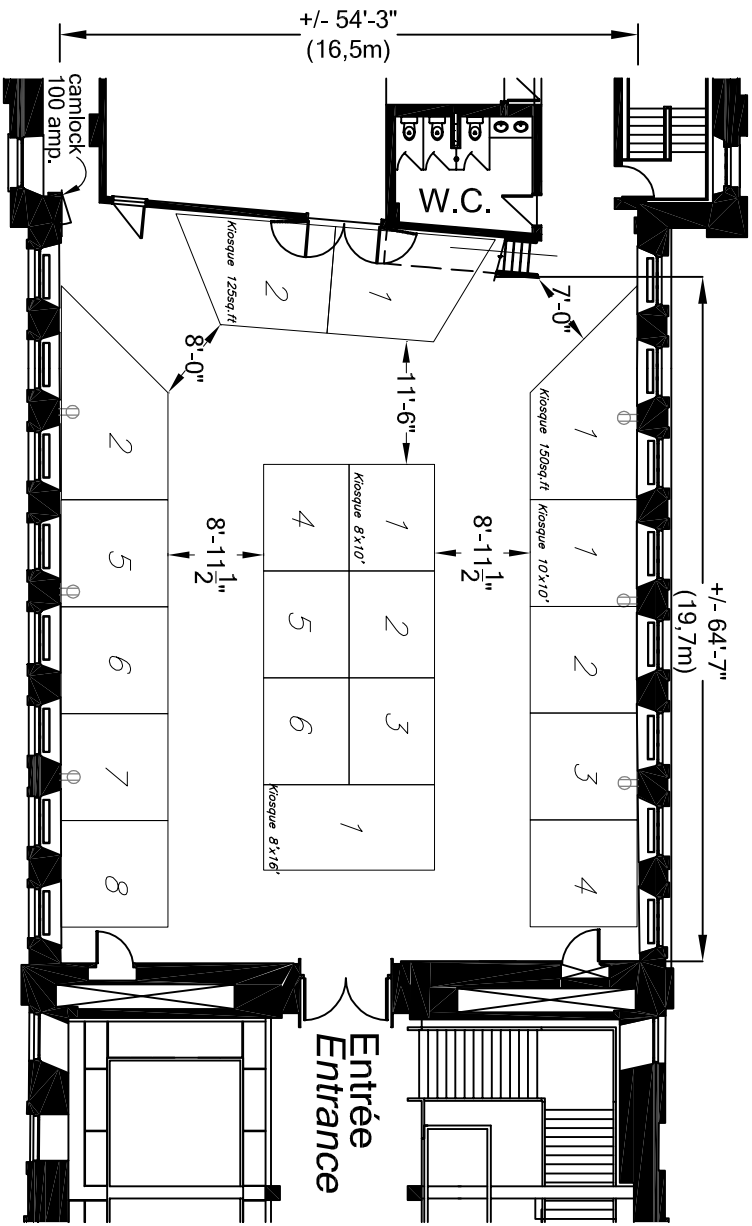 +/- 54'-3"
(16,5m)
camlock
100 amp.
W.C.
Kiosque 125sq.ft
2
1
7'-0"
8'-0"
11'-6"
+/- 64'-7"
(19,7m)
1
Kiosque 150sq.ft
Kiosque 10'x10'
1
2
3
4
8'-11 1/2"
8'-11 1/2"
1
Kiosque 8'x10'
4
2
5
3
6
1
Kiosque 8'x16'
2
5
6
7
8
Entrée
Entrance